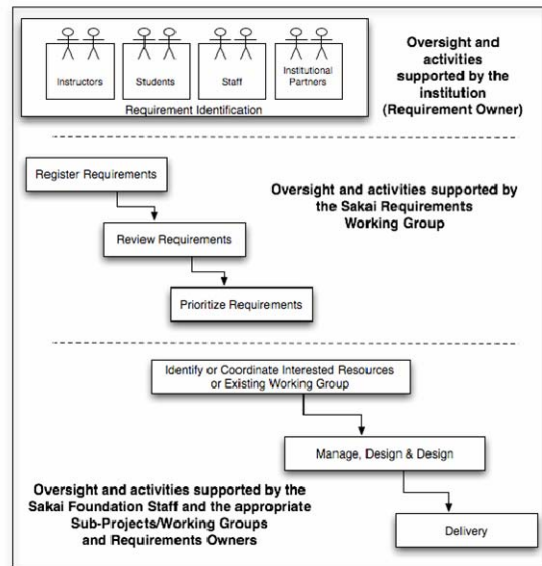 Instructors
Students
Staff
Institutional
Partners
Requirement Identification
Oversight and
activities
supported by the
institution
(Requirement Owner)
Register Requirements
Review Requirements
Prioritize Requirements
Oversight and activities supported by
the Sakai Requirements
Working Group
Identify or Coordinate Interested Resources
or Existing Working Group
Manage, Design & Design
Delivery
Oversight and activities supported by the
Sakai Foundation Staff and the appropriate
Sub-Projects/Working Groups
and Requirements Owners